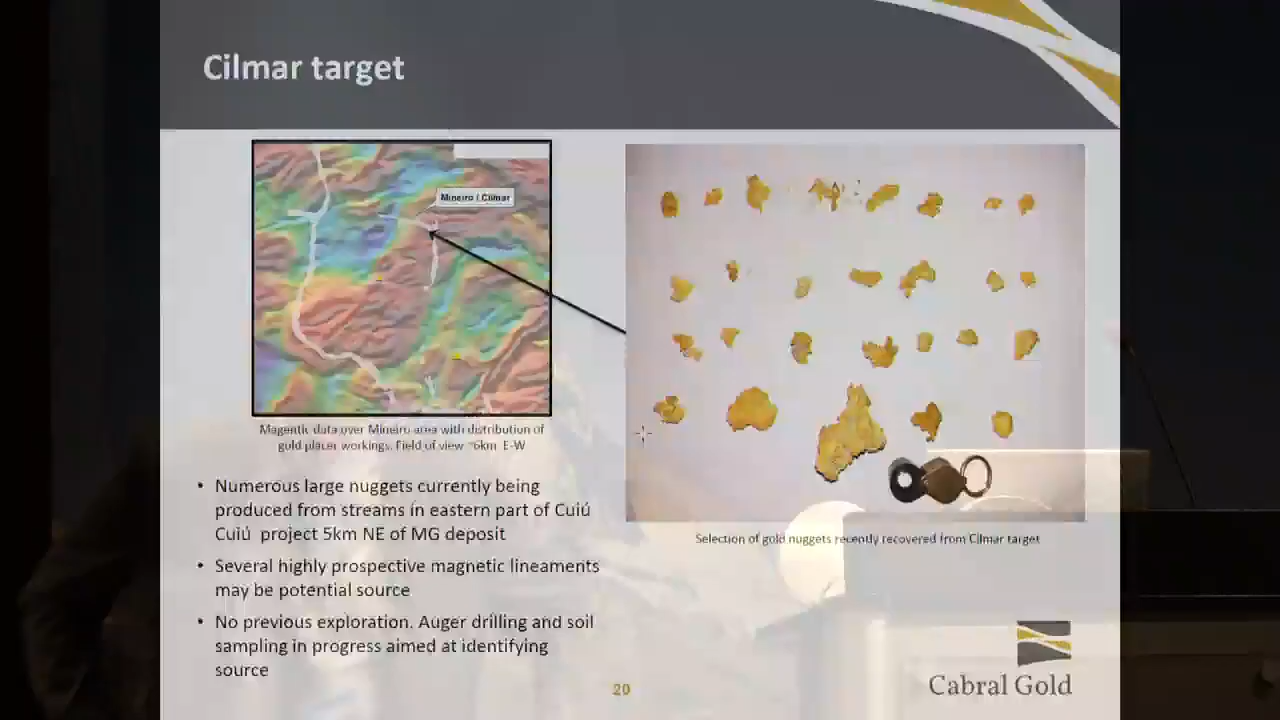 Cilmar target
Mineiro / Cilmar
Magentic data over Mineiro area with distribution of
gold placer workings. Field of view ~6km E-W
• Numerous large nuggets currently being
produced from streams in eastern part of Cuiú
Cuiú project 5km NE of MG deposit
• Several highly prospective magnetic lineaments
may be potential source
• No previous exploration. Auger drilling and soil
sampling in progress aimed at identifying
source
Selection of gold nuggets recently recovered from Cilmar target
20
Cabral Gold